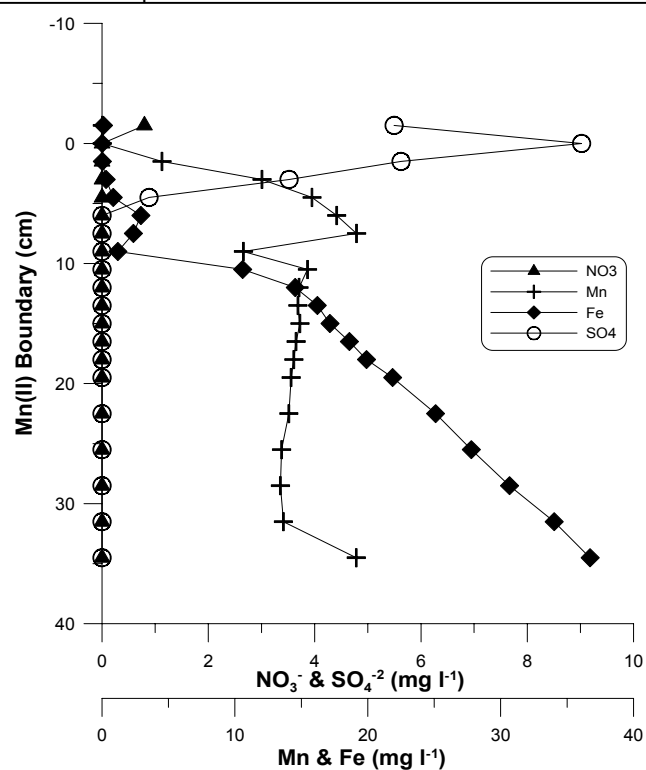 -10
0
10
20
30
40
Mn(II) Boundary (cm)
NO3
Mn
Fe
SO4
0 2 4 6 8 10
NO₃⁻ & SO₄⁻² (mg l⁻¹)
0 10 20 30 40
Mn & Fe (mg l⁻¹)